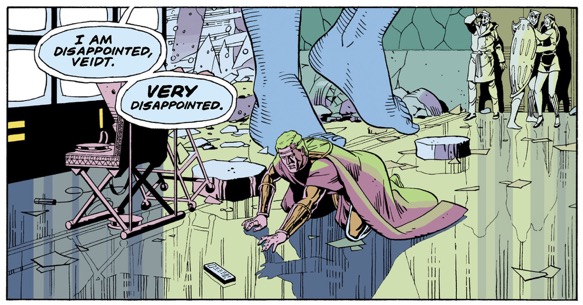 I AM
DISAPPOINTED,
VEIDT.
VERY
DISAPPOINTED.